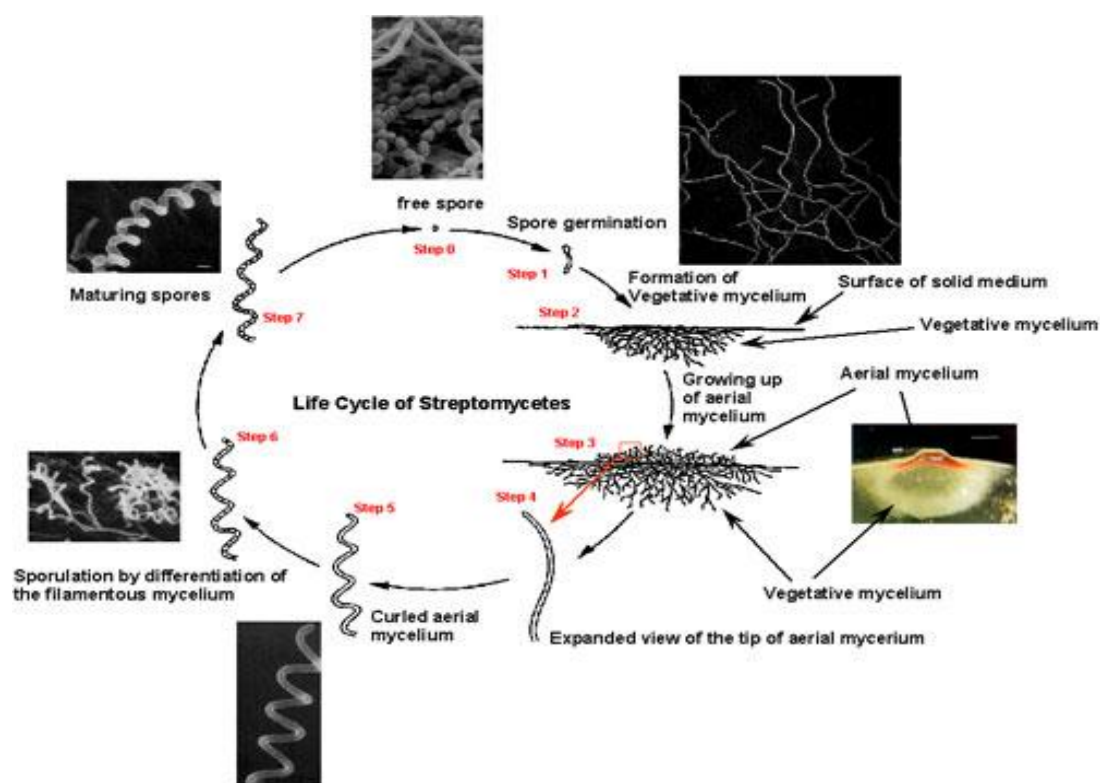 free spore
Step 0
Spore germination
Step 1
Formation of
Vegetative mycelium
Surface of solid medium
Step 2
Vegetative mycelium
Growing up
of aerial
mycelium
Aerial mycelium
Step 3
Step 4
Vegetative mycelium
Expanded view of the tip of aerial mycerium
Step 5
Curled aerial
mycelium
Step 6
Sporulation by differentiation of
the filamentous mycelium
Step 7
Maturing spores
Life Cycle of Streptomycetes